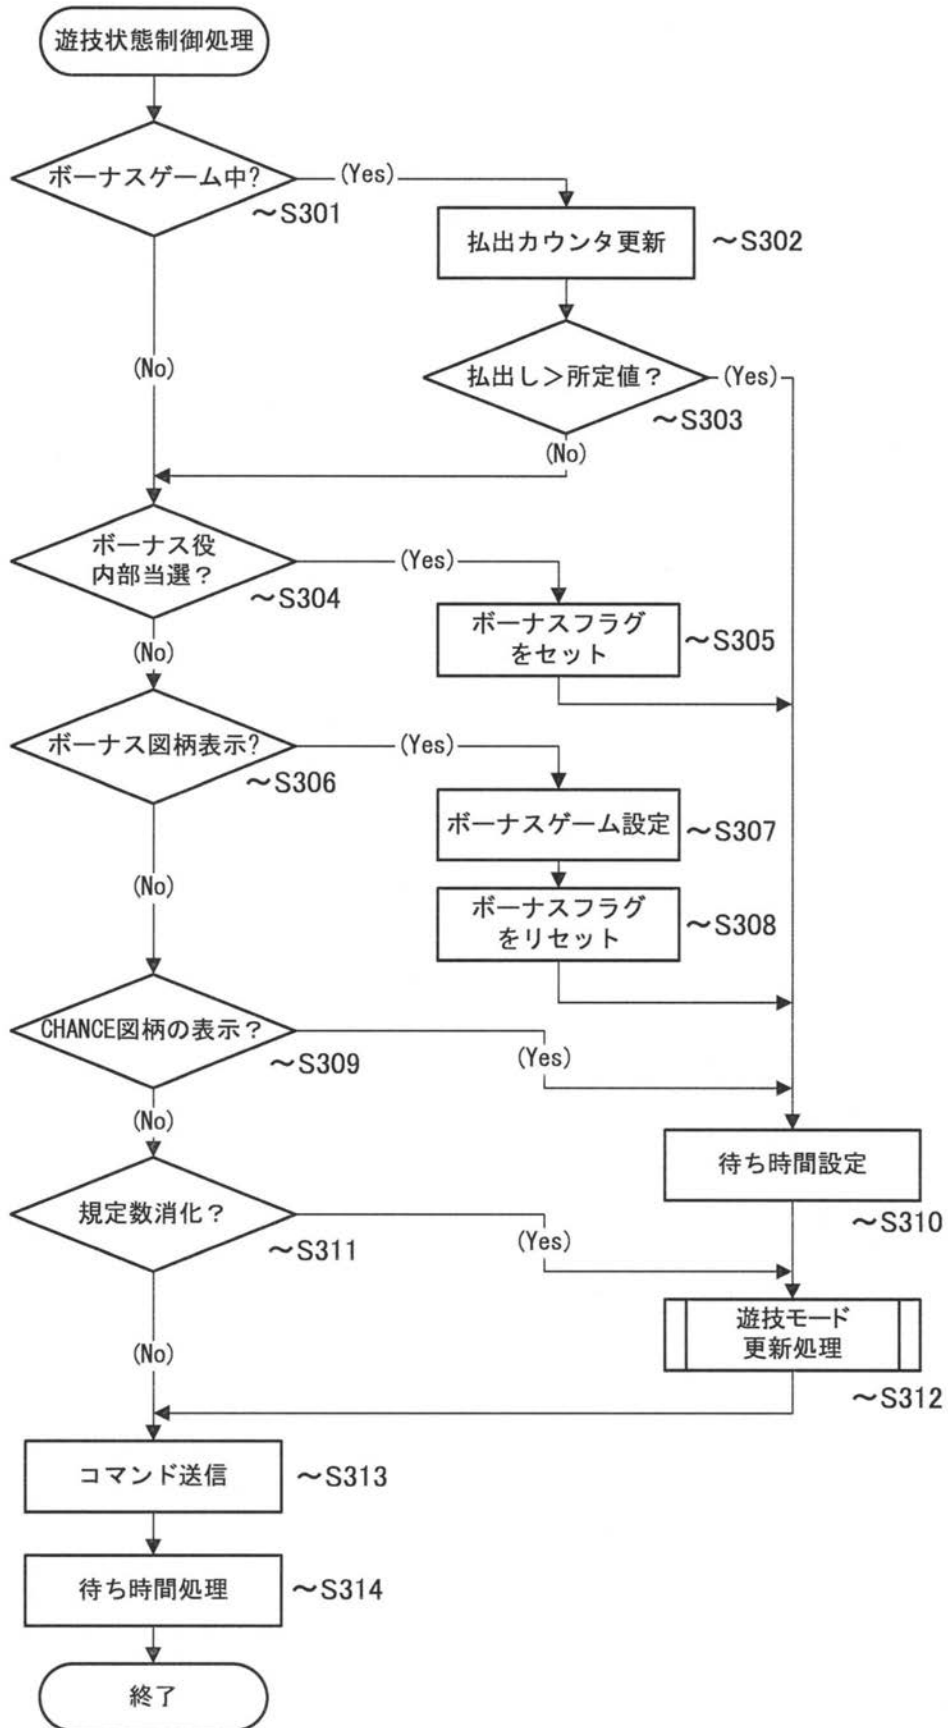 遊技状態制御処理
ボーナスゲーム中?
(Yes)
～S301
払出カウンタ更新
～S302
(No)
払出し＞所定値？
(Yes)
～S303
(No)
ボーナス役
内部当選？
(Yes)
～S304
ボーナスフラグ
をセット
～S305
(No)
ボーナス図柄表示?
(Yes)
～S306
ボーナスゲーム設定
～S307
(No)
ボーナスフラグ
をリセット
～S308
CHANCE図柄の表示？
～S309
(Yes)
(No)
待ち時間設定
～S310
規定数消化？
～S311
(Yes)
遊技モード
更新処理
～S312
(No)
コマンド送信
～S313
待ち時間処理
～S314
終了